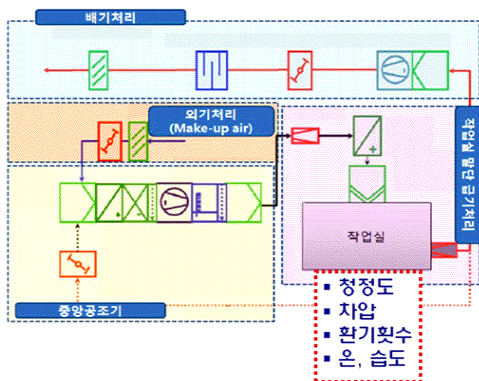 배기처리
외기처리
(Make-up air)
작업실 말단 급기처리
작업실
중앙공조기
▪ 청정도
▪ 차압
▪ 환기횟수
▪ 온, 습도